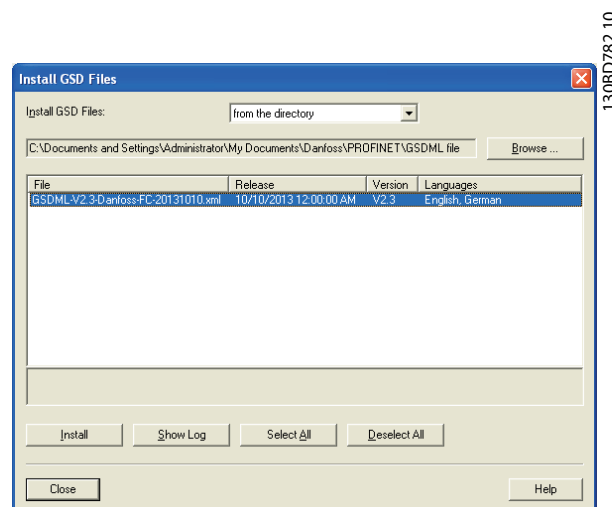 130BD782.10
Install GSD Files
Install GSD Files:
from the directory
C:\Documents and Settings\Administrator\My Documents\Danfoss\PROFINET\GSDML file
Browse ...
File Release Version Languages
GSDML-V2.3-Danfoss-FC-20131010.xml 10/10/2013 12:00:00 AM V2.3 English, German
Install Show Log Select All Deselect All
Close Help